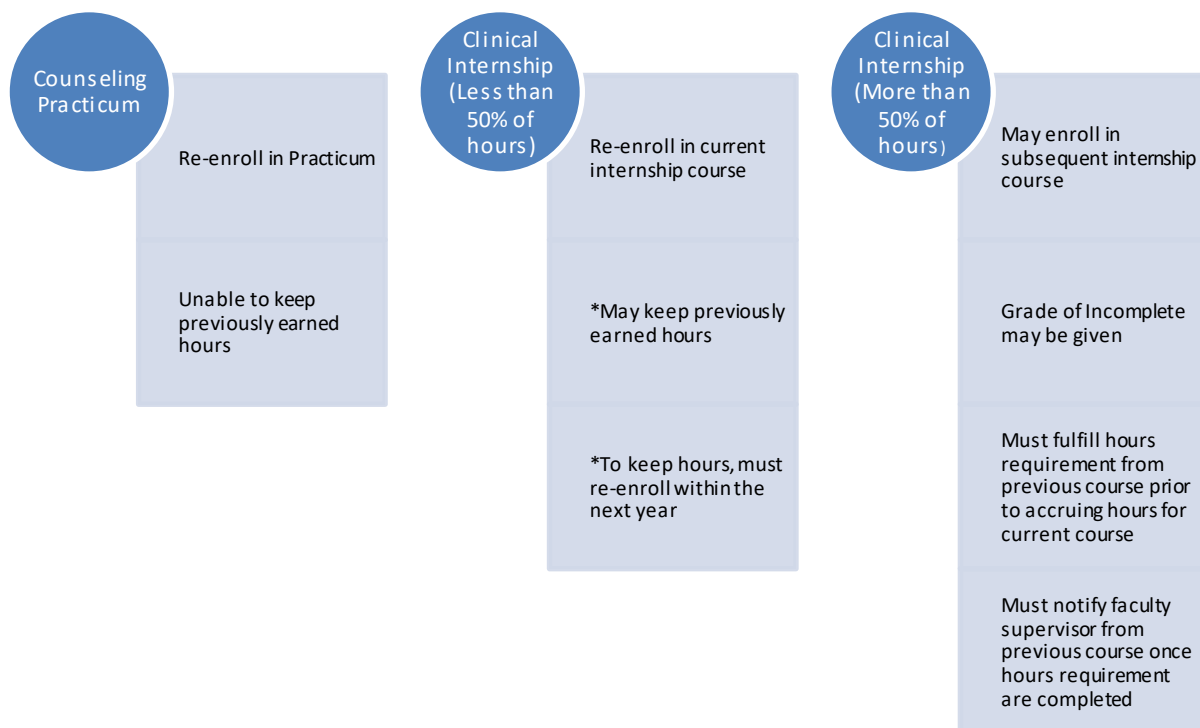 Counseling
Practicum
Re-enroll in Practicum
Unable to keep
previously earned
hours
Clinical
Internship
(Less than
50% of
hours)
Re-enroll in current
internship course
*May keep previously
earned hours
*To keep hours, must
re-enroll within the
next year
Clinical
Internship
(More than
50% of
hours)
May enroll in
subsequent internship
course
Grade of Incomplete
may be given
Must fulfill hours
requirement from
previous course prior
to accruing hours for
current course
Must notify faculty
supervisor from
previous course once
hours requirement
are completed